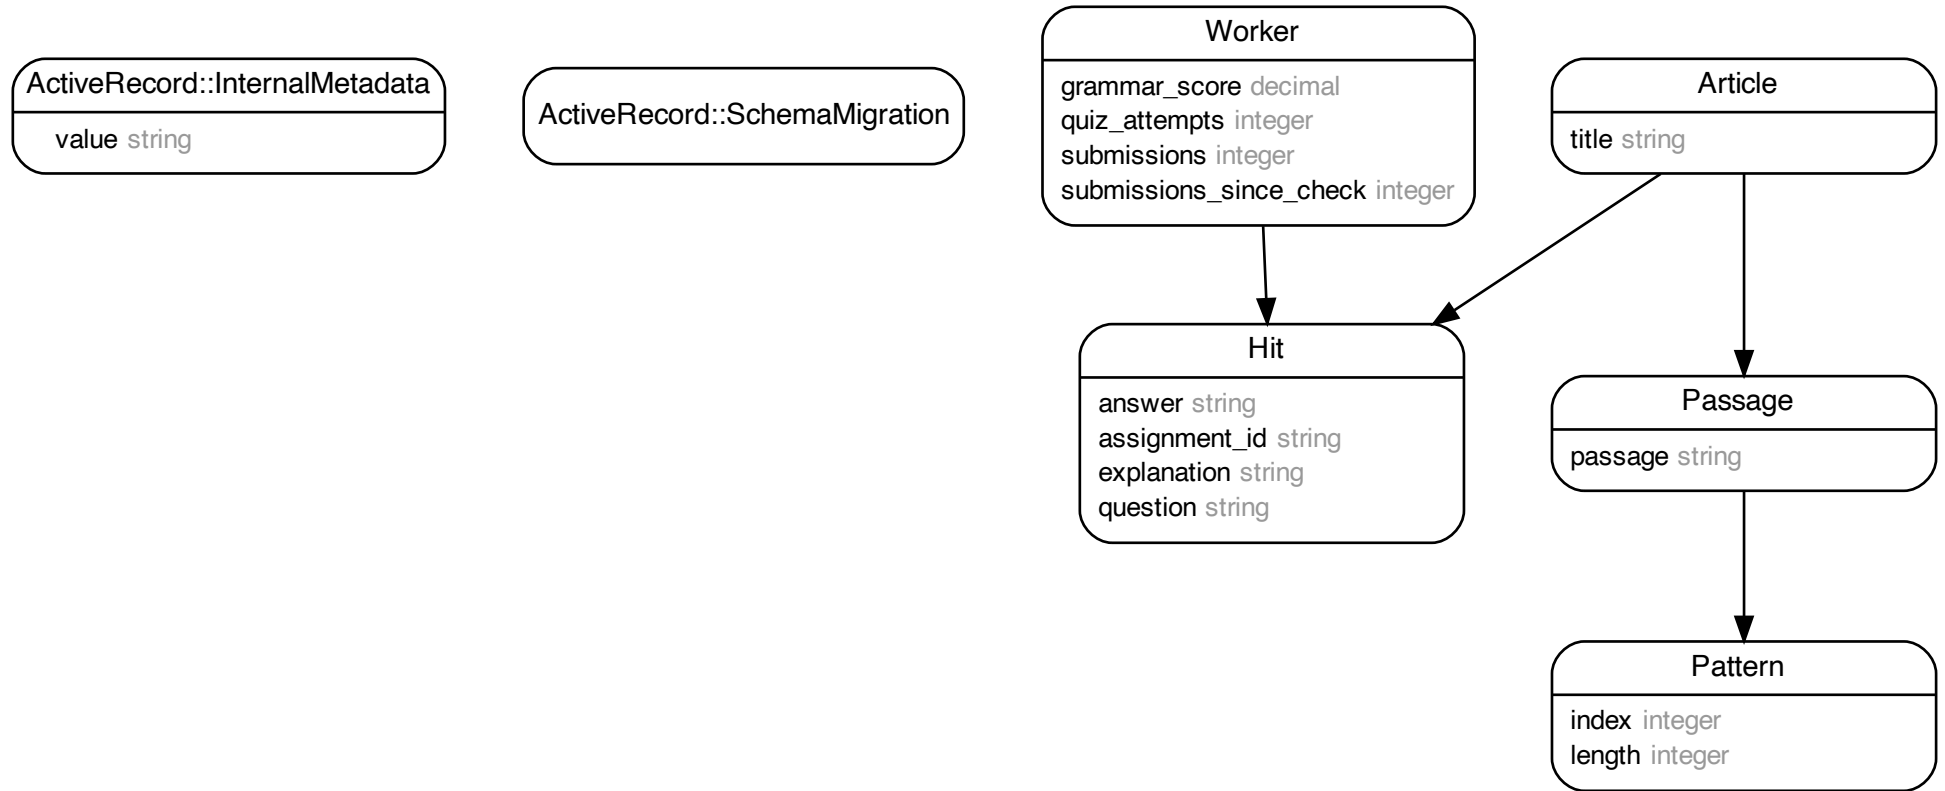 ActiveRecord::InternalMetadata
value string
ActiveRecord::SchemaMigration
Worker
grammar_score decimal
quiz_attempts integer
submissions integer
submissions_since_check integer
Article
title string
Hit
answer string
assignment_id string
explanation string
question string
Passage
passage string
Pattern
index integer
length integer